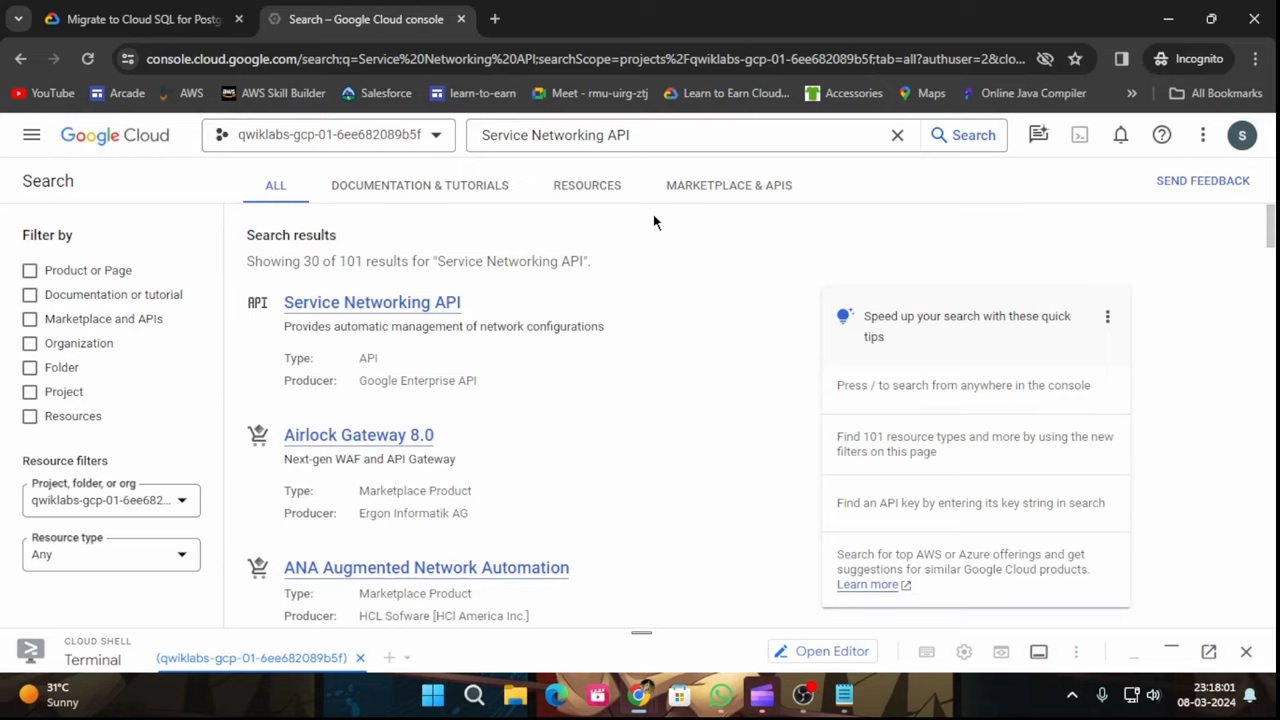 Migrate to Cloud SQL for Postg
Search – Google Cloud console
console.cloud.google.com/search;q=Service%20Networking%20API;searchScope=projects%2Fqwiklabs-gcp-01-6ee682089b5f;tab=all?authuser=2&clo...
Incognito
YouTube
Arcade
AWS
AWS Skill Builder
Salesforce
learn-to-earn
Meet - rmu-uirg-ztj
Learn to Earn Cloud...
Accessories
Maps
Online Java Compiler
All Bookmarks
Google Cloud
qwiklabs-gcp-01-6ee682089b5f
Service Networking API
Search
S
Search
ALL
DOCUMENTATION & TUTORIALS
RESOURCES
MARKETPLACE & APIS
SEND FEEDBACK
Filter by
Product or Page
Documentation or tutorial
Marketplace and APIs
Organization
Folder
Project
Resources
Resource filters
Project, folder, or org
qwiklabs-gcp-01-6ee682...
Resource type
Any
Search results
Showing 30 of 101 results for "Service Networking API".
API
Service Networking API
Provides automatic management of network configurations
Type: API
Producer: Google Enterprise API
Airlock Gateway 8.0
Next-gen WAF and API Gateway
Type: Marketplace Product
Producer: Ergon Informatik AG
ANA Augmented Network Automation
Type: Marketplace Product
Producer: HCL Sofware [HCl America Inc.]
Speed up your search with these quick
tips
Press / to search from anywhere in the console
Find 101 resource types and more by using the new
filters on this page
Find an API key by entering its key string in search
Search for top AWS or Azure offerings and get
suggestions for similar Google Cloud products.
Learn more
CLOUD SHELL
Terminal
(qwiklabs-gcp-01-6ee682089b5f)
Open Editor
31°C
Sunny
23:18:01
08-03-2024